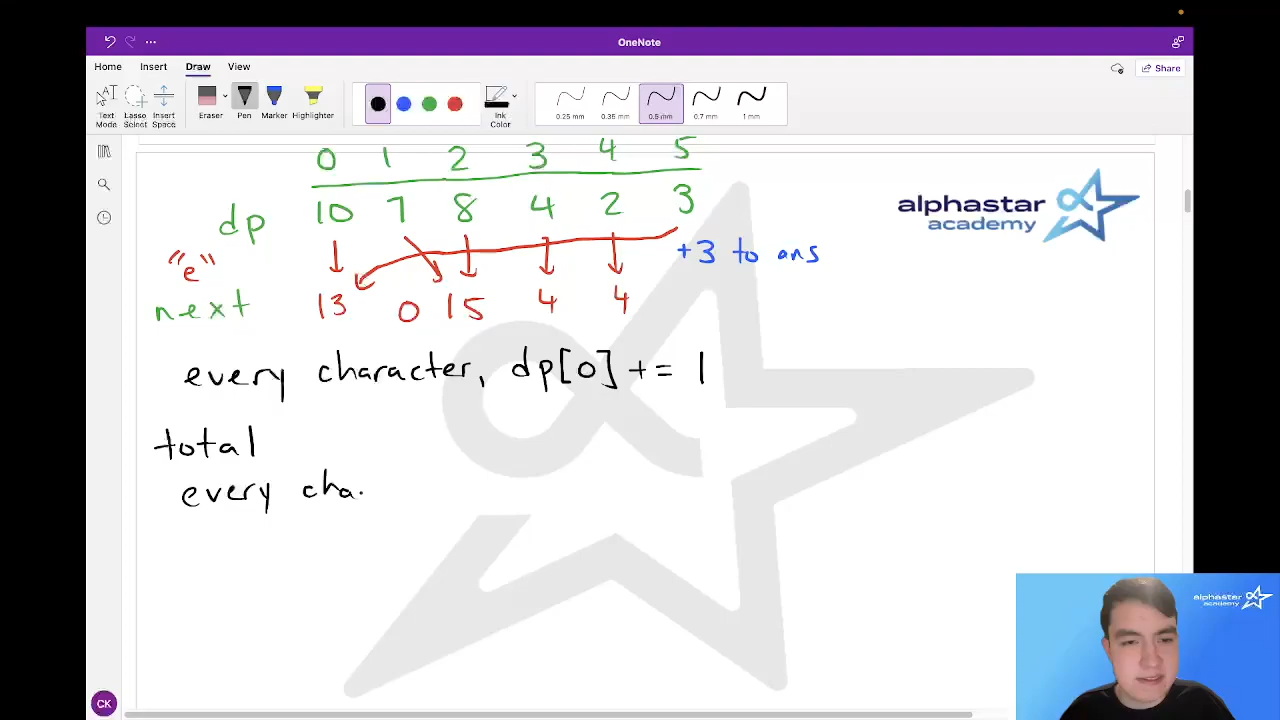 OneNote
Home Insert Draw View Share
Text Mode Lasso Select Insert Space Eraser Pen Marker Highlighter Ink Color 0.25 mm 0.35 mm 0.5 mm 0.7 mm 1 mm
0 1 2 3 4 5
alphastar academy
dp 10 7 8 4 2 3
"e" +3 to ans
next 13 0 15 4 4
every character, dp[0] += 1
total
every cha
alphastar academy
CK